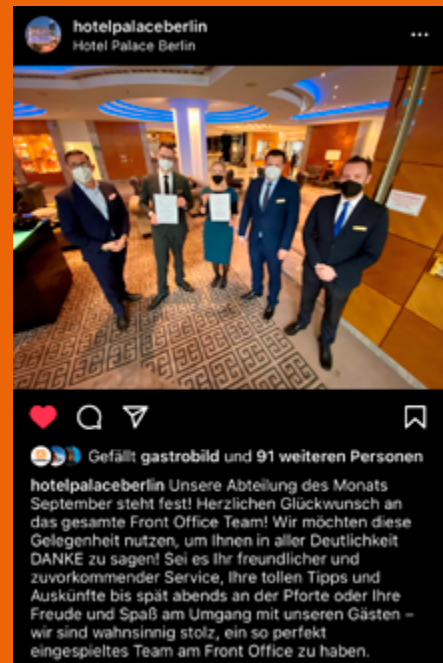 hotelpalaceberlin
Hotel Palace Berlin
Gefällt gastrobild und 91 weiteren Personen
hotelpalaceberlin Unsere Abteilung des Monats
September steht fest! Herzlichen Glückwunsch an
das gesamte Front Office Team! Wir möchten diese
Gelegenheit nutzen, um Ihnen in aller Deutlichkeit
DANKE zu sagen! Sei es Ihr freundlicher und
zuvorkommender Service, Ihre tollen Tipps und
Auskünfte bis spät abends an der Pforte oder Ihre
Freude und Spaß am Umgang mit unseren Gästen –
wir sind wahnsinnig stolz, ein so perfekt
eingespieltes Team am Front Office zu haben.